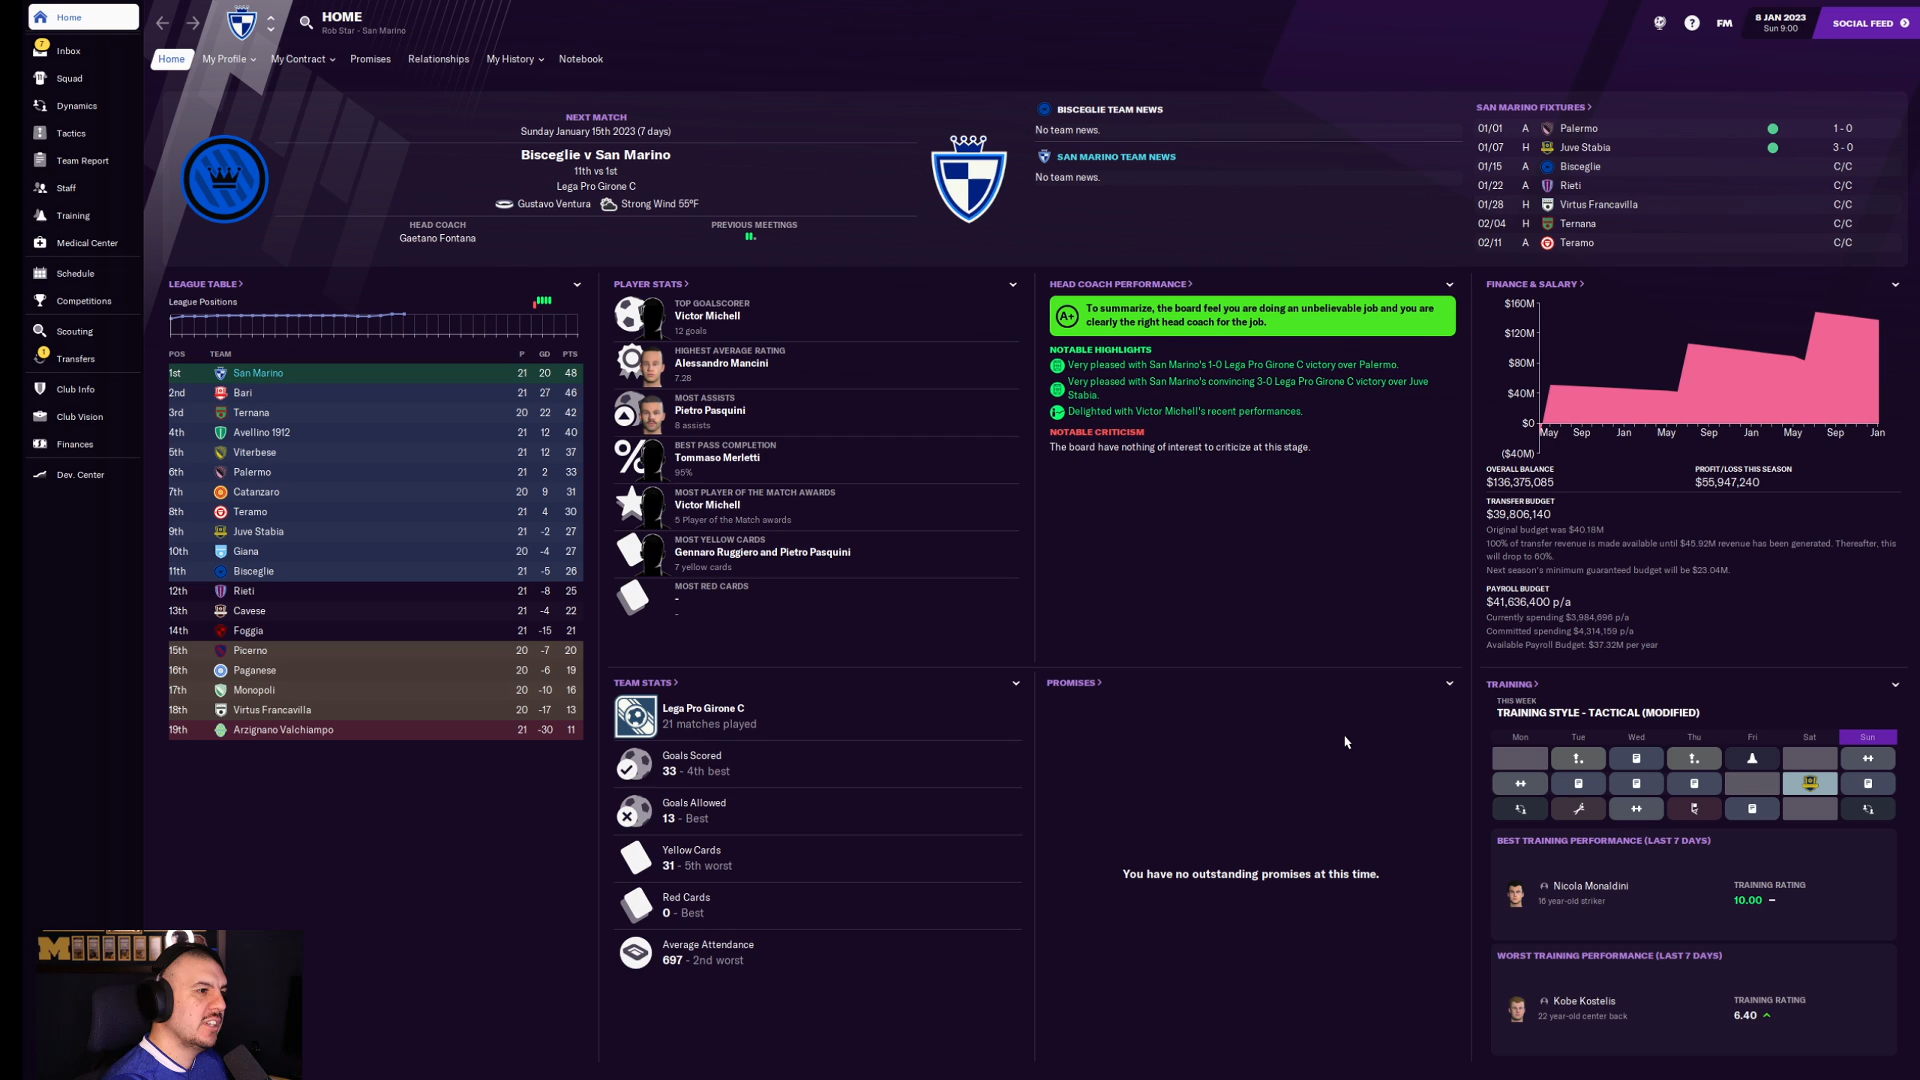 Home
Inbox
7
Squad
Dynamics
Tactics
Team Report
Staff
Training
Medical Center
Schedule
Competitions
Scouting
Transfers
1
Club Info
Club Vision
Finances
Dev. Center
HOME
Rob Star - San Marino
FM
8 JAN 2023
Sun 9:00
SOCIAL FEED
Home My Profile My Contract Promises Relationships My History Notebook
NEXT MATCH
Sunday January 15th 2023 (7 days)
Bisceglie v San Marino
11th vs 1st
Lega Pro Girone C
Gustavo Ventura Strong Wind 55°F
HEAD COACH
Gaetano Fontana
PREVIOUS MEETINGS
BISCEGLIE TEAM NEWS
No team news.
SAN MARINO TEAM NEWS
No team news.
SAN MARINO FIXTURES >
01/01 A Palermo 1 - 0
01/07 H Juve Stabia 3 - 0
01/15 A Bisceglie C/C
01/22 A Rieti C/C
01/28 H Virtus Francavilla C/C
02/04 H Ternana C/C
02/11 A Teramo C/C
LEAGUE TABLE >
League Positions
POS TEAM P GD PTS
1st San Marino 21 20 48
2nd Bari 21 27 46
3rd Ternana 20 22 42
4th Avellino 1912 21 12 40
5th Viterbese 21 12 37
6th Palermo 21 2 33
7th Catanzaro 20 9 31
8th Teramo 21 4 30
9th Juve Stabia 21 -2 27
10th Giana 20 -4 27
11th Bisceglie 21 -5 26
12th Rieti 21 -8 25
13th Cavese 21 -4 22
14th Foggia 21 -15 21
15th Picerno 20 -7 20
16th Paganese 20 -6 19
17th Monopoli 20 -10 16
18th Virtus Francavilla 20 -17 13
19th Arzignano Valchiampo 21 -30 11
PLAYER STATS >
TOP GOALSCORER
Victor Michell
12 goals
HIGHEST AVERAGE RATING
Alessandro Mancini
7.28
MOST ASSISTS
Pietro Pasquini
8 assists
BEST PASS COMPLETION
Tommaso Merletti
95%
MOST PLAYER OF THE MATCH AWARDS
Victor Michell
5 Player of the Match awards
MOST YELLOW CARDS
Gennaro Ruggiero and Pietro Pasquini
7 yellow cards
MOST RED CARDS
-
-
TEAM STATS >
Lega Pro Girone C
21 matches played
Goals Scored
33 - 4th best
Goals Allowed
13 - Best
Yellow Cards
31 - 5th worst
Red Cards
0 - Best
Average Attendance
697 - 2nd worst
HEAD COACH PERFORMANCE >
A+
To summarize, the board feel you are doing an unbelievable job and you are
clearly the right head coach for the job.
NOTABLE HIGHLIGHTS
Very pleased with San Marino's 1-0 Lega Pro Girone C victory over Palermo.
Very pleased with San Marino's convincing 3-0 Lega Pro Girone C victory over Juve
Stabia.
Delighted with Victor Michell's recent performances.
NOTABLE CRITICISM
The board have nothing of interest to criticize at this stage.
PROMISES >
You have no outstanding promises at this time.
FINANCE & SALARY >
$160M
$120M
$80M
$40M
$0
($40M)
May Sep Jan May Sep Jan May Sep Jan
OVERALL BALANCE
$136,375,085
PROFIT/LOSS THIS SEASON
$55,947,240
TRANSFER BUDGET
$39,806,140
Original budget was $40.18M
100% of transfer revenue is made available until $45.92M revenue has been generated. Thereafter, this
will drop to 60%.
Next season's minimum guaranteed budget will be $23.04M.
PAYROLL BUDGET
$41,636,400 p/a
Currently spending $3,984,696 p/a
Committed spending $4,314,159 p/a
Available Payroll Budget: $37.32M per year
TRAINING >
THIS WEEK
TRAINING STYLE - TACTICAL (MODIFIED)
Mon Tue Wed Thu Fri Sat Sun
BEST TRAINING PERFORMANCE (LAST 7 DAYS)
Nicola Monaldini
16 year-old striker
TRAINING RATING
10.00 -
WORST TRAINING PERFORMANCE (LAST 7 DAYS)
Kobe Kostelis
22 year-old center back
TRAINING RATING
6.40
M